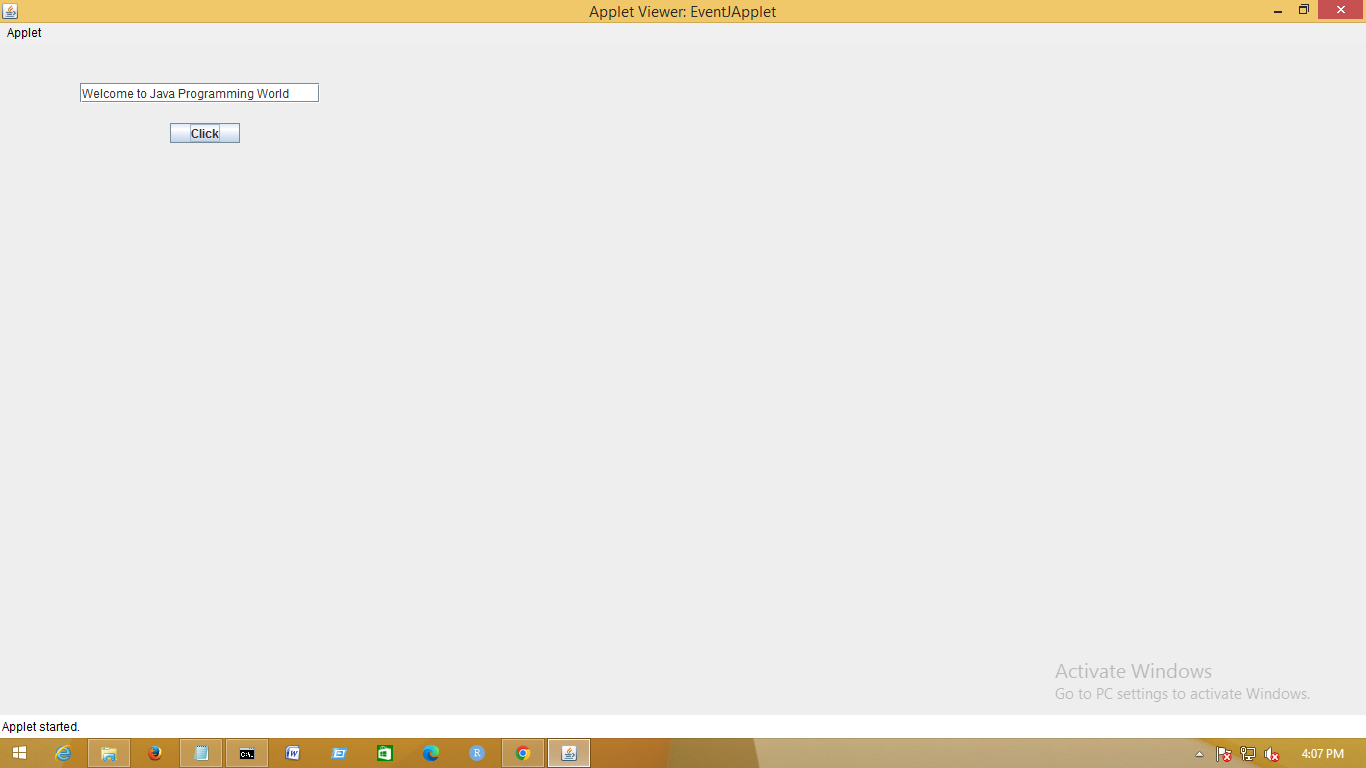 Applet Viewer: EventJApplet
Applet
Welcome to Java Programming World
Click
Activate Windows
Go to PC settings to activate Windows.
Applet started.
C:\.
W
R
4:07 PM